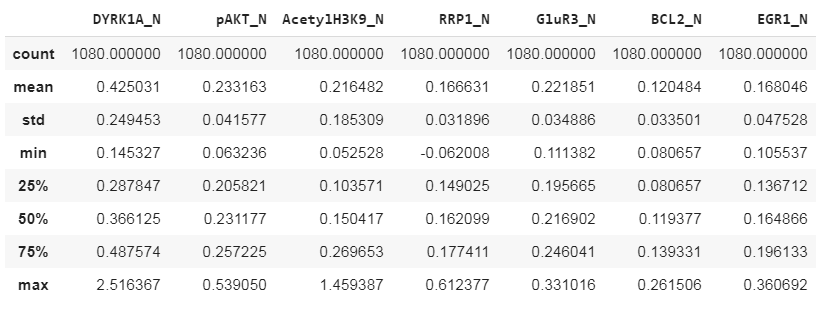 DYRK1A_N pAKT_N AcetylH3K9_N RRP1_N GluR3_N BCL2_N EGR1_N
count 1080.000000 1080.000000 1080.000000 1080.000000 1080.000000 1080.000000 1080.000000
mean 0.425031 0.233163 0.216482 0.166631 0.221851 0.120484 0.168046
std 0.249453 0.041577 0.185309 0.031896 0.034886 0.033501 0.047528
min 0.145327 0.063236 0.052528 -0.062008 0.111382 0.080657 0.105537
25% 0.287847 0.205821 0.103571 0.149025 0.195665 0.080657 0.136712
50% 0.366125 0.231177 0.150417 0.162099 0.216902 0.119377 0.164866
75% 0.487574 0.257225 0.269653 0.177411 0.246041 0.139331 0.196133
max 2.516367 0.539050 1.459387 0.612377 0.331016 0.261506 0.360692